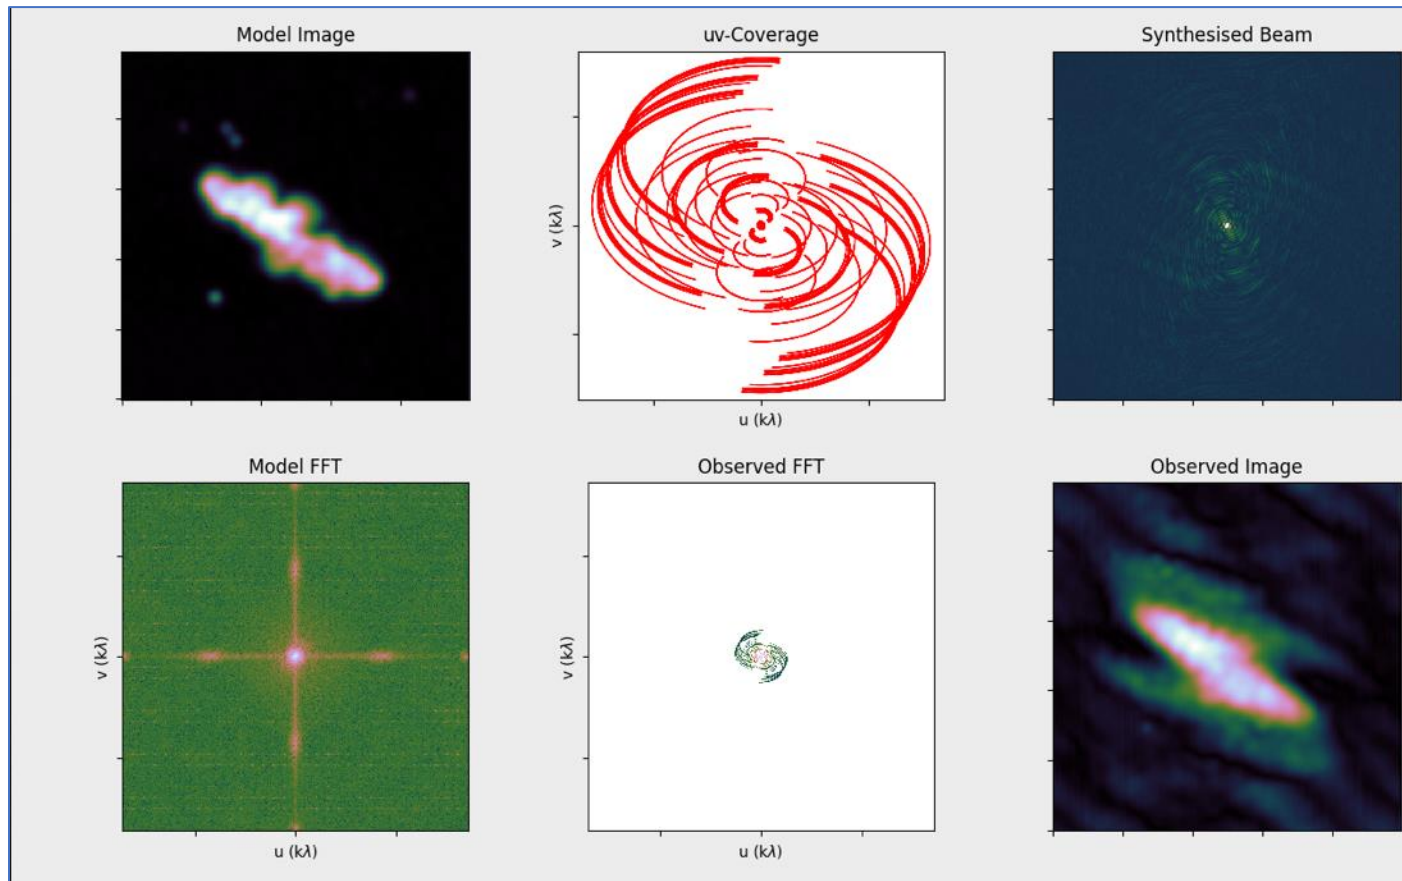 Model Image
uv-Coverage
Synthesised Beam
v (kλ)
u (kλ)
Model FFT
Observed FFT
Observed Image
v (kλ)
v (kλ)
u (kλ)
u (kλ)